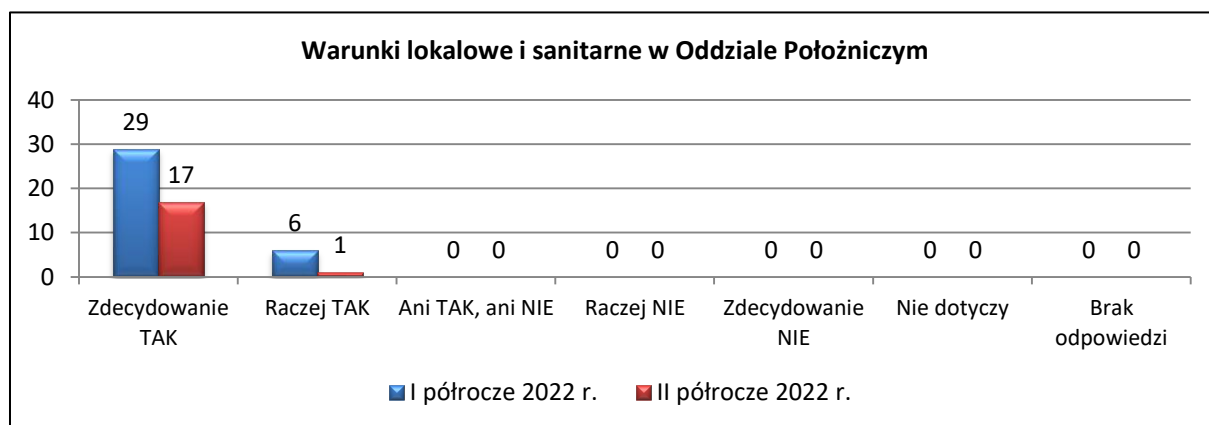 Warunki lokalowe i sanitarne w Oddziale Położniczym
40
30
20
10
0
29
17
6
1
0 0
0 0
0 0
0 0
0 0
Zdecydowanie TAK
Raczej TAK
Ani TAK, ani NIE
Raczej NIE
Zdecydowanie NIE
Nie dotyczy
Brak odpowiedzi
I półrocze 2022 r.
II półrocze 2022 r.